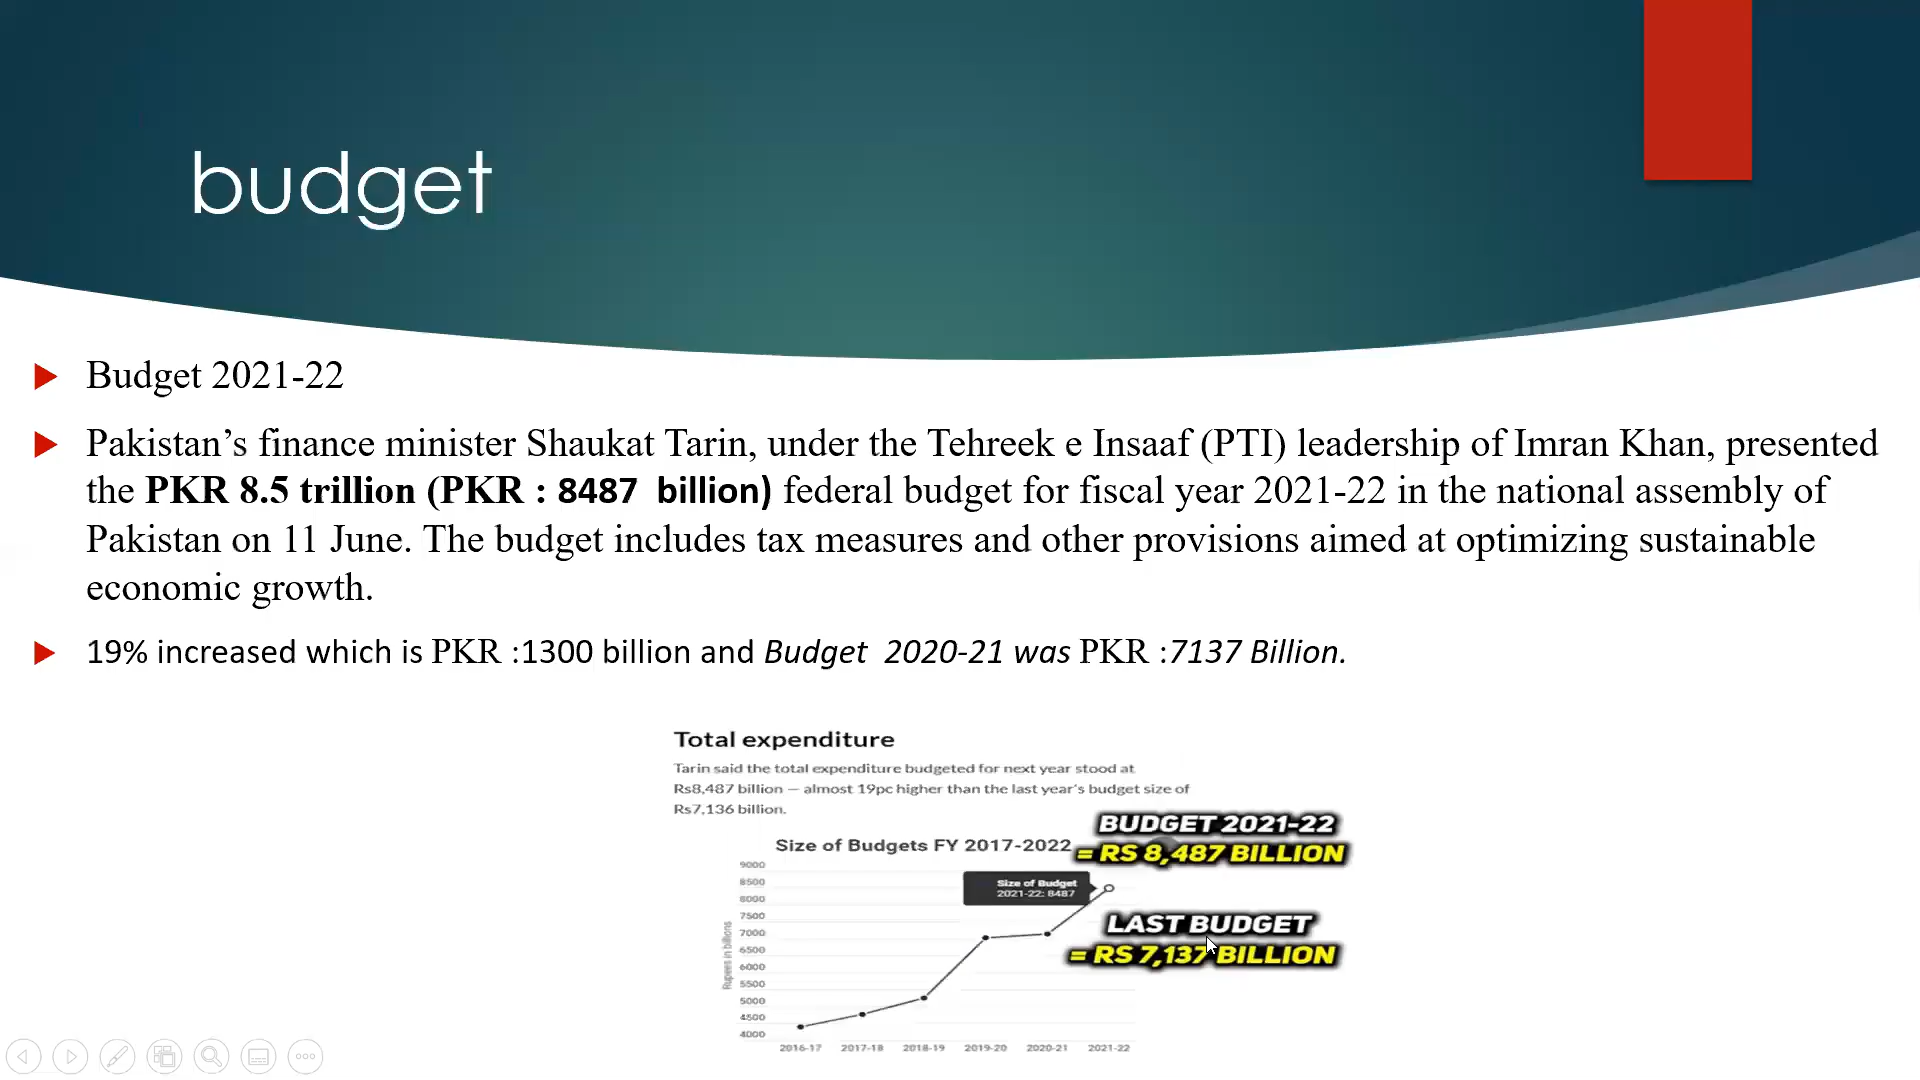 budget
Budget 2021-22
Pakistan’s finance minister Shaukat Tarin, under the Tehreek e Insaaf (PTI) leadership of Imran Khan, presented
the PKR 8.5 trillion (PKR : 8487  billion) federal budget for fiscal year 2021-22 in the national assembly of
Pakistan on 11 June. The budget includes tax measures and other provisions aimed at optimizing sustainable
economic growth.
19% increased which is PKR :1300 billion and Budget  2020-21 was PKR :7137 Billion.
Total expenditure
Tarin said the total expenditure budgeted for next year stood at
Rs8,487 billion — almost 19pc higher than the last year's budget size of
Rs7,136 billion.
Size of Budgets FY 2017-2022
BUDGET 2021-22
= RS 8,487 BILLION
Size of Budget
2021-22: 8487
LAST BUDGET
= RS 7,137 BILLION
Rupees in billions
9000
8500
8000
7500
7000
6500
6000
5500
5000
4500
4000
2016-17 2017-18 2018-19 2019-20 2020-21 2021-22